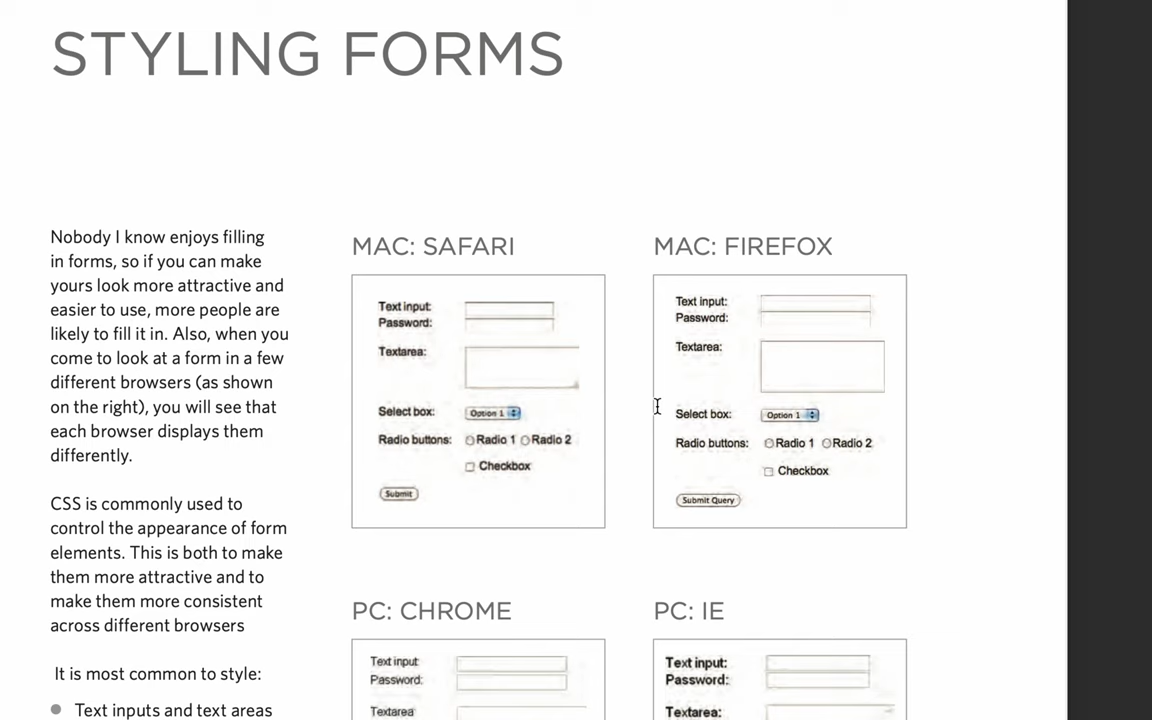 STYLING FORMS
Nobody I know enjoys filling
in forms, so if you can make
yours look more attractive and
easier to use, more people are
likely to fill it in. Also, when you
come to look at a form in a few
different browsers (as shown
on the right), you will see that
each browser displays them
differently.
CSS is commonly used to
control the appearance of form
elements. This is both to make
them more attractive and to
make them more consistent
across different browsers
It is most common to style:
Text inputs and text areas
MAC: SAFARI
Text input:
Password:
Textarea:
Select box:
Option 1
Radio buttons:
Radio 1
Radio 2
Checkbox
Submit
MAC: FIREFOX
Text input:
Password:
Textarea:
Select box:
Option 1
Radio buttons:
Radio 1
Radio 2
Checkbox
Submit Query
PC: CHROME
Text input
Password:
Textarea
PC: IE
Text input:
Password:
Textarea: